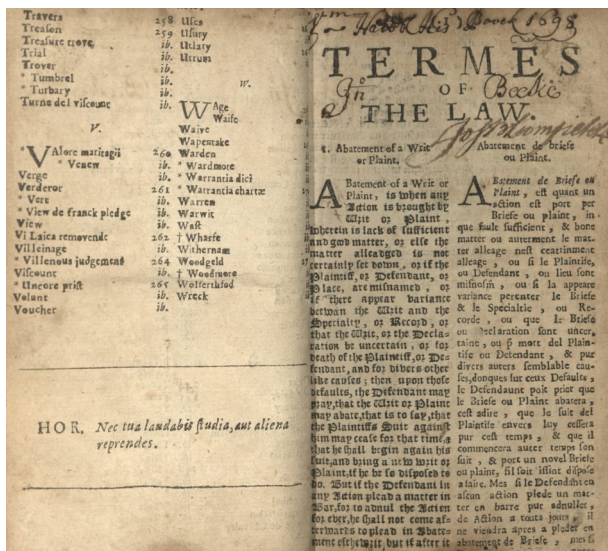 Travers
Treason 258
Treasure trove, 259
Trial ib.
Trover ib.
* Tumbrel ib.
* Turbary ib.
Turne del viscount ib.
V.
* VAlore maritagii 260
* Venew ib.
Verge ib.
Verderor 261
* Vert ib.
* View de franck pledge ib.
View ib.
Vi Laica removende 262
Villeinage ib.
* Villenous judgement 264
Viscount ib.
* Uncore prist 265
Volunt ib.
Voucher ib.
Uses
Usury
Utlary
Utrum
W.
WAge
Waife
Waive
Wapentake
Warden
* Wardmote
* Warrantia dici
* Warrantia chartæ
Warren
Warwit
Wast
† Wharfe
Withernam
Woodgeld
† Woodmote
Wolferthfod
Wreck
HOR. Nec tua laudabis studia, aut aliena
reprendes.
His Book 1698
TERMES
OF
THE LAW.
1. Abatement of a Writ
or Plaint.
ABatement of a Writ or
Plaint, is when any
Action is brought by
Writ or Plaint,
wherein is lack of sufficient
and good matter, or else the
matter alleadged is not
certainly set down, or if the
Plaintiff, or Defendant, or
Place, are misnamed, or
if there appear variance
betwixt the Writ and the
Specialty, or Record, or
that the Writ, or the Decla-
ration be uncertain, or for
death of the Plaintiff, or De-
fendant, and for divers other
like causes; then upon those
defaults, the Defendant may
pray, that the Writ or Plaint
may abate, that is to say, that
the Plaintiffs Suit against
him may cease for that time,
that he shall begin again his
suit, and bring a new writ or
Plaint, if he be so disposed to
do. But if the Defendant in
any Action plead a matter in
Bar, for to adnul the Action
for ever, he shall not come af-
terwards to plead in Abate-
ment of the writ, but if after it
Abatement de briefe
ou Plaint.
ABatement de Briefe ou
Plaint, est quant un
action est port per
Briefe ou plaint, in
que faule sufficient, & bone
matter ou auterment le mat-
ter alleage nest ceartinment
alleage, ou si le Plaintife,
ou Defendant, ou lieu sont
misnosm, ou si la appeare
variance perenter le Briefe
& le Specialtie, ou Re-
corde, ou que le Briefe
ou Declaration sont uncer-
taine, ou p mort del Plain-
tife ou Defendant, & pur
divers auters semblable cau-
ses, donques sur ceux Defaults,
le Defendaunt poit prier que
le Briefe ou Plaint abatera,
cest adire, que le suit del
Plaintife envers luy cessera
pur cest temps, & que il
commencera auter temps son
suit, & port un novel Briefe
ou plaint, sil soit issint dispose
a faire. Mes si le Defendant en
ascun action plede un mat-
ter en barre pur adnuller,
de Action a touts jours, il
ne viendra apres a pleder en
abatement de Briefe, mes si